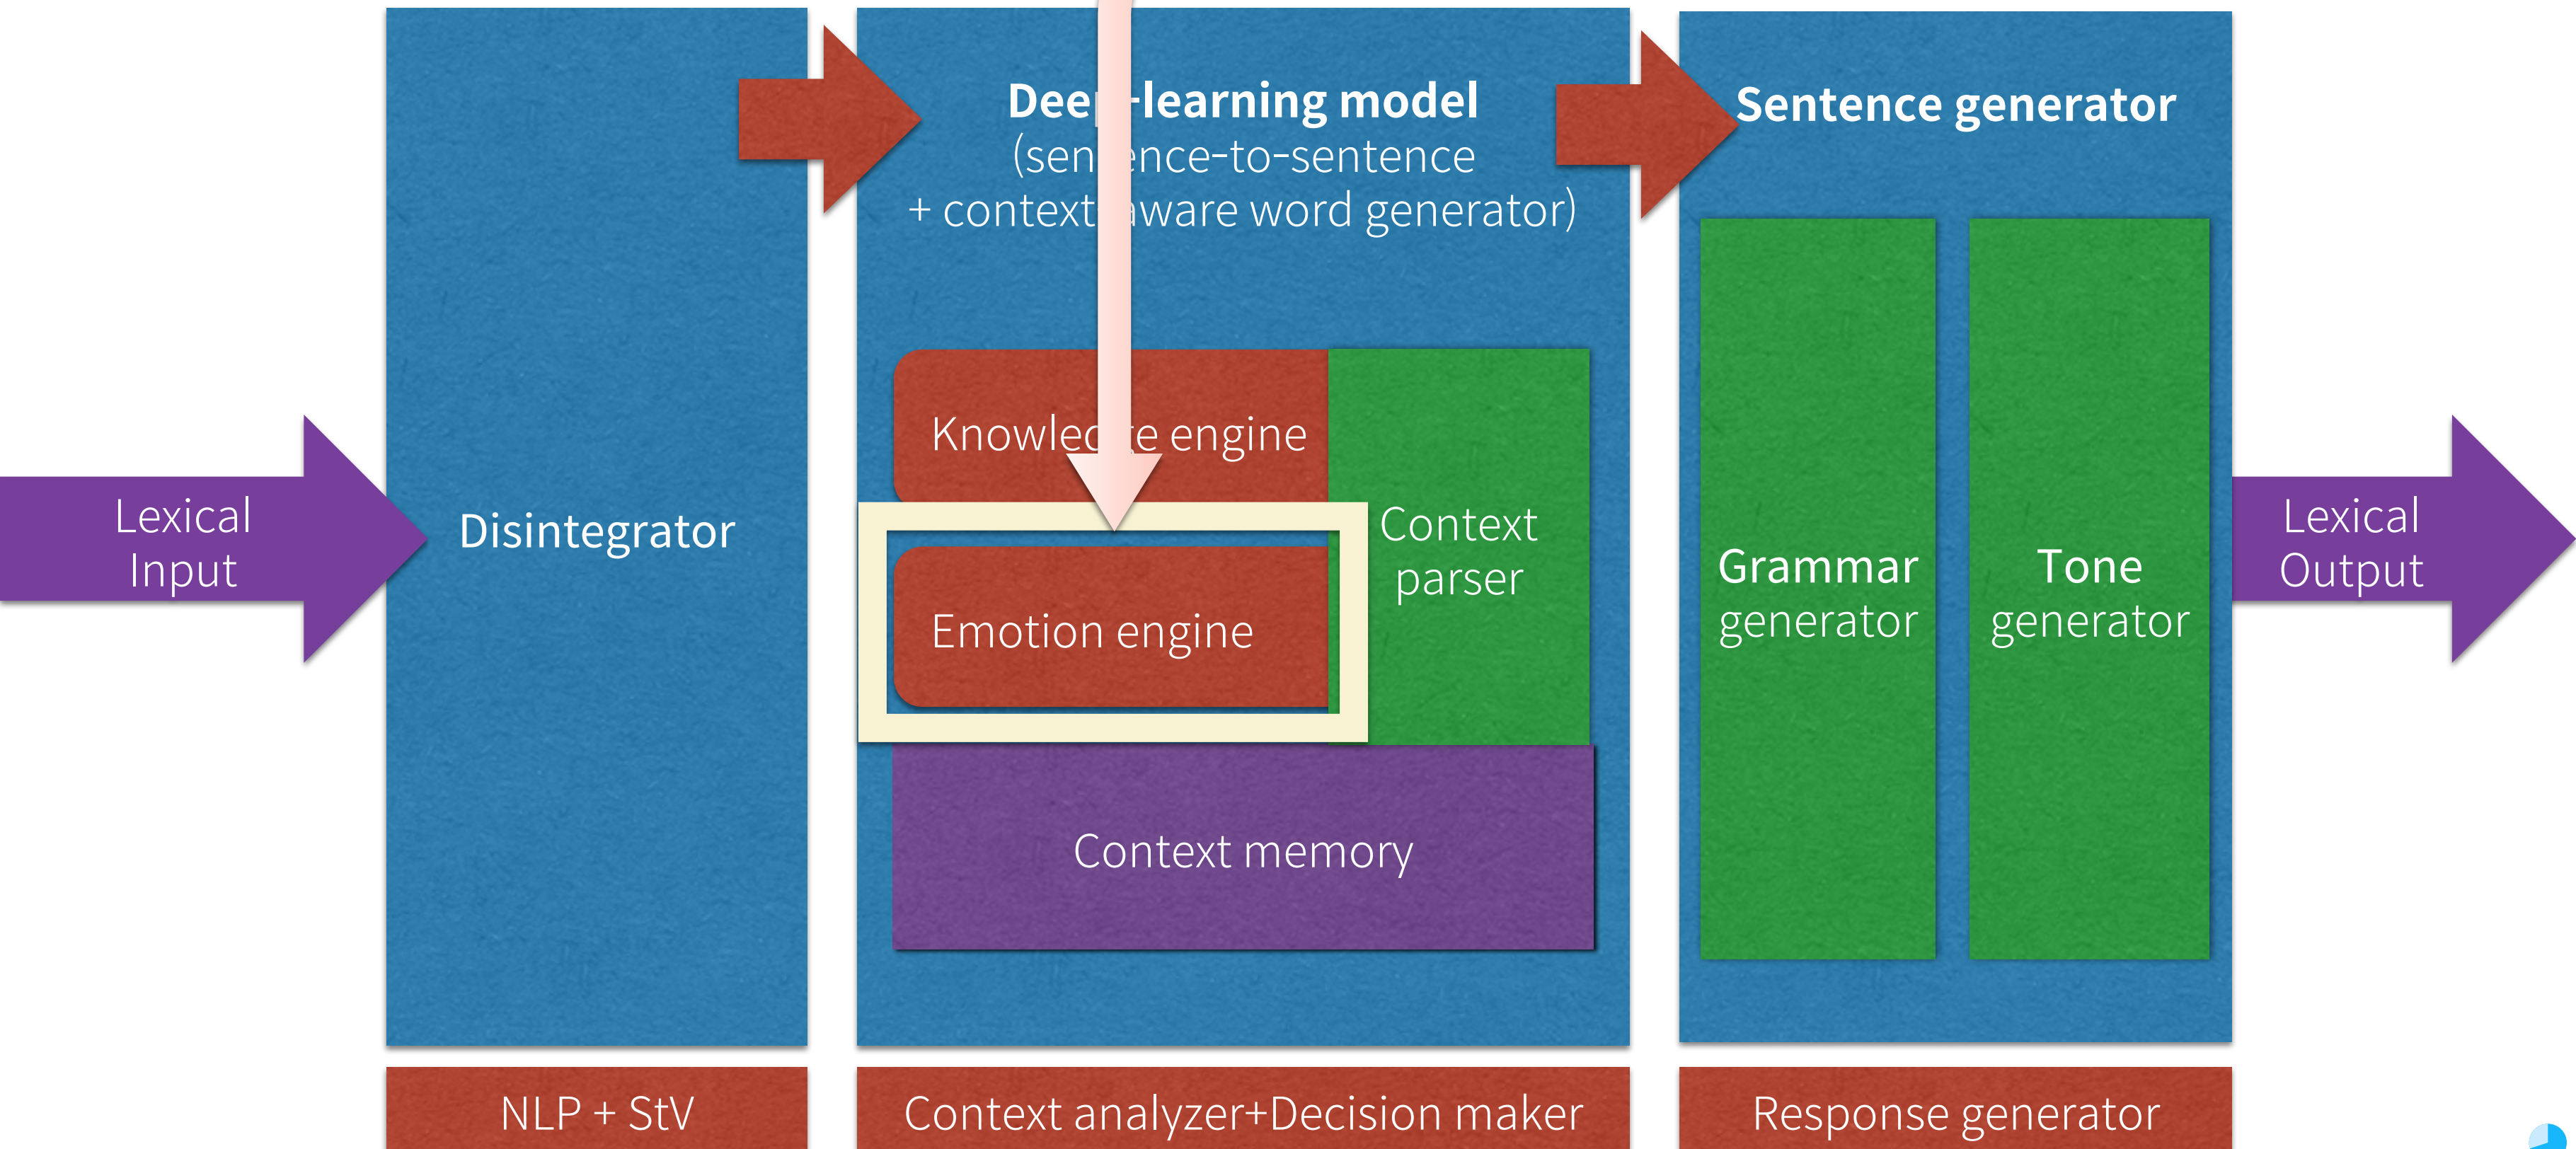 Lexical
Input
Disintegrator
NLP + StV
Deep-learning model
(sentence-to-sentence
+ context-aware word generator)
Knowledge engine
Emotion engine
Context
parser
Context memory
Context analyzer+Decision maker
Sentence generator
Grammar
generator
Tone
generator
Response generator
Lexical
Output